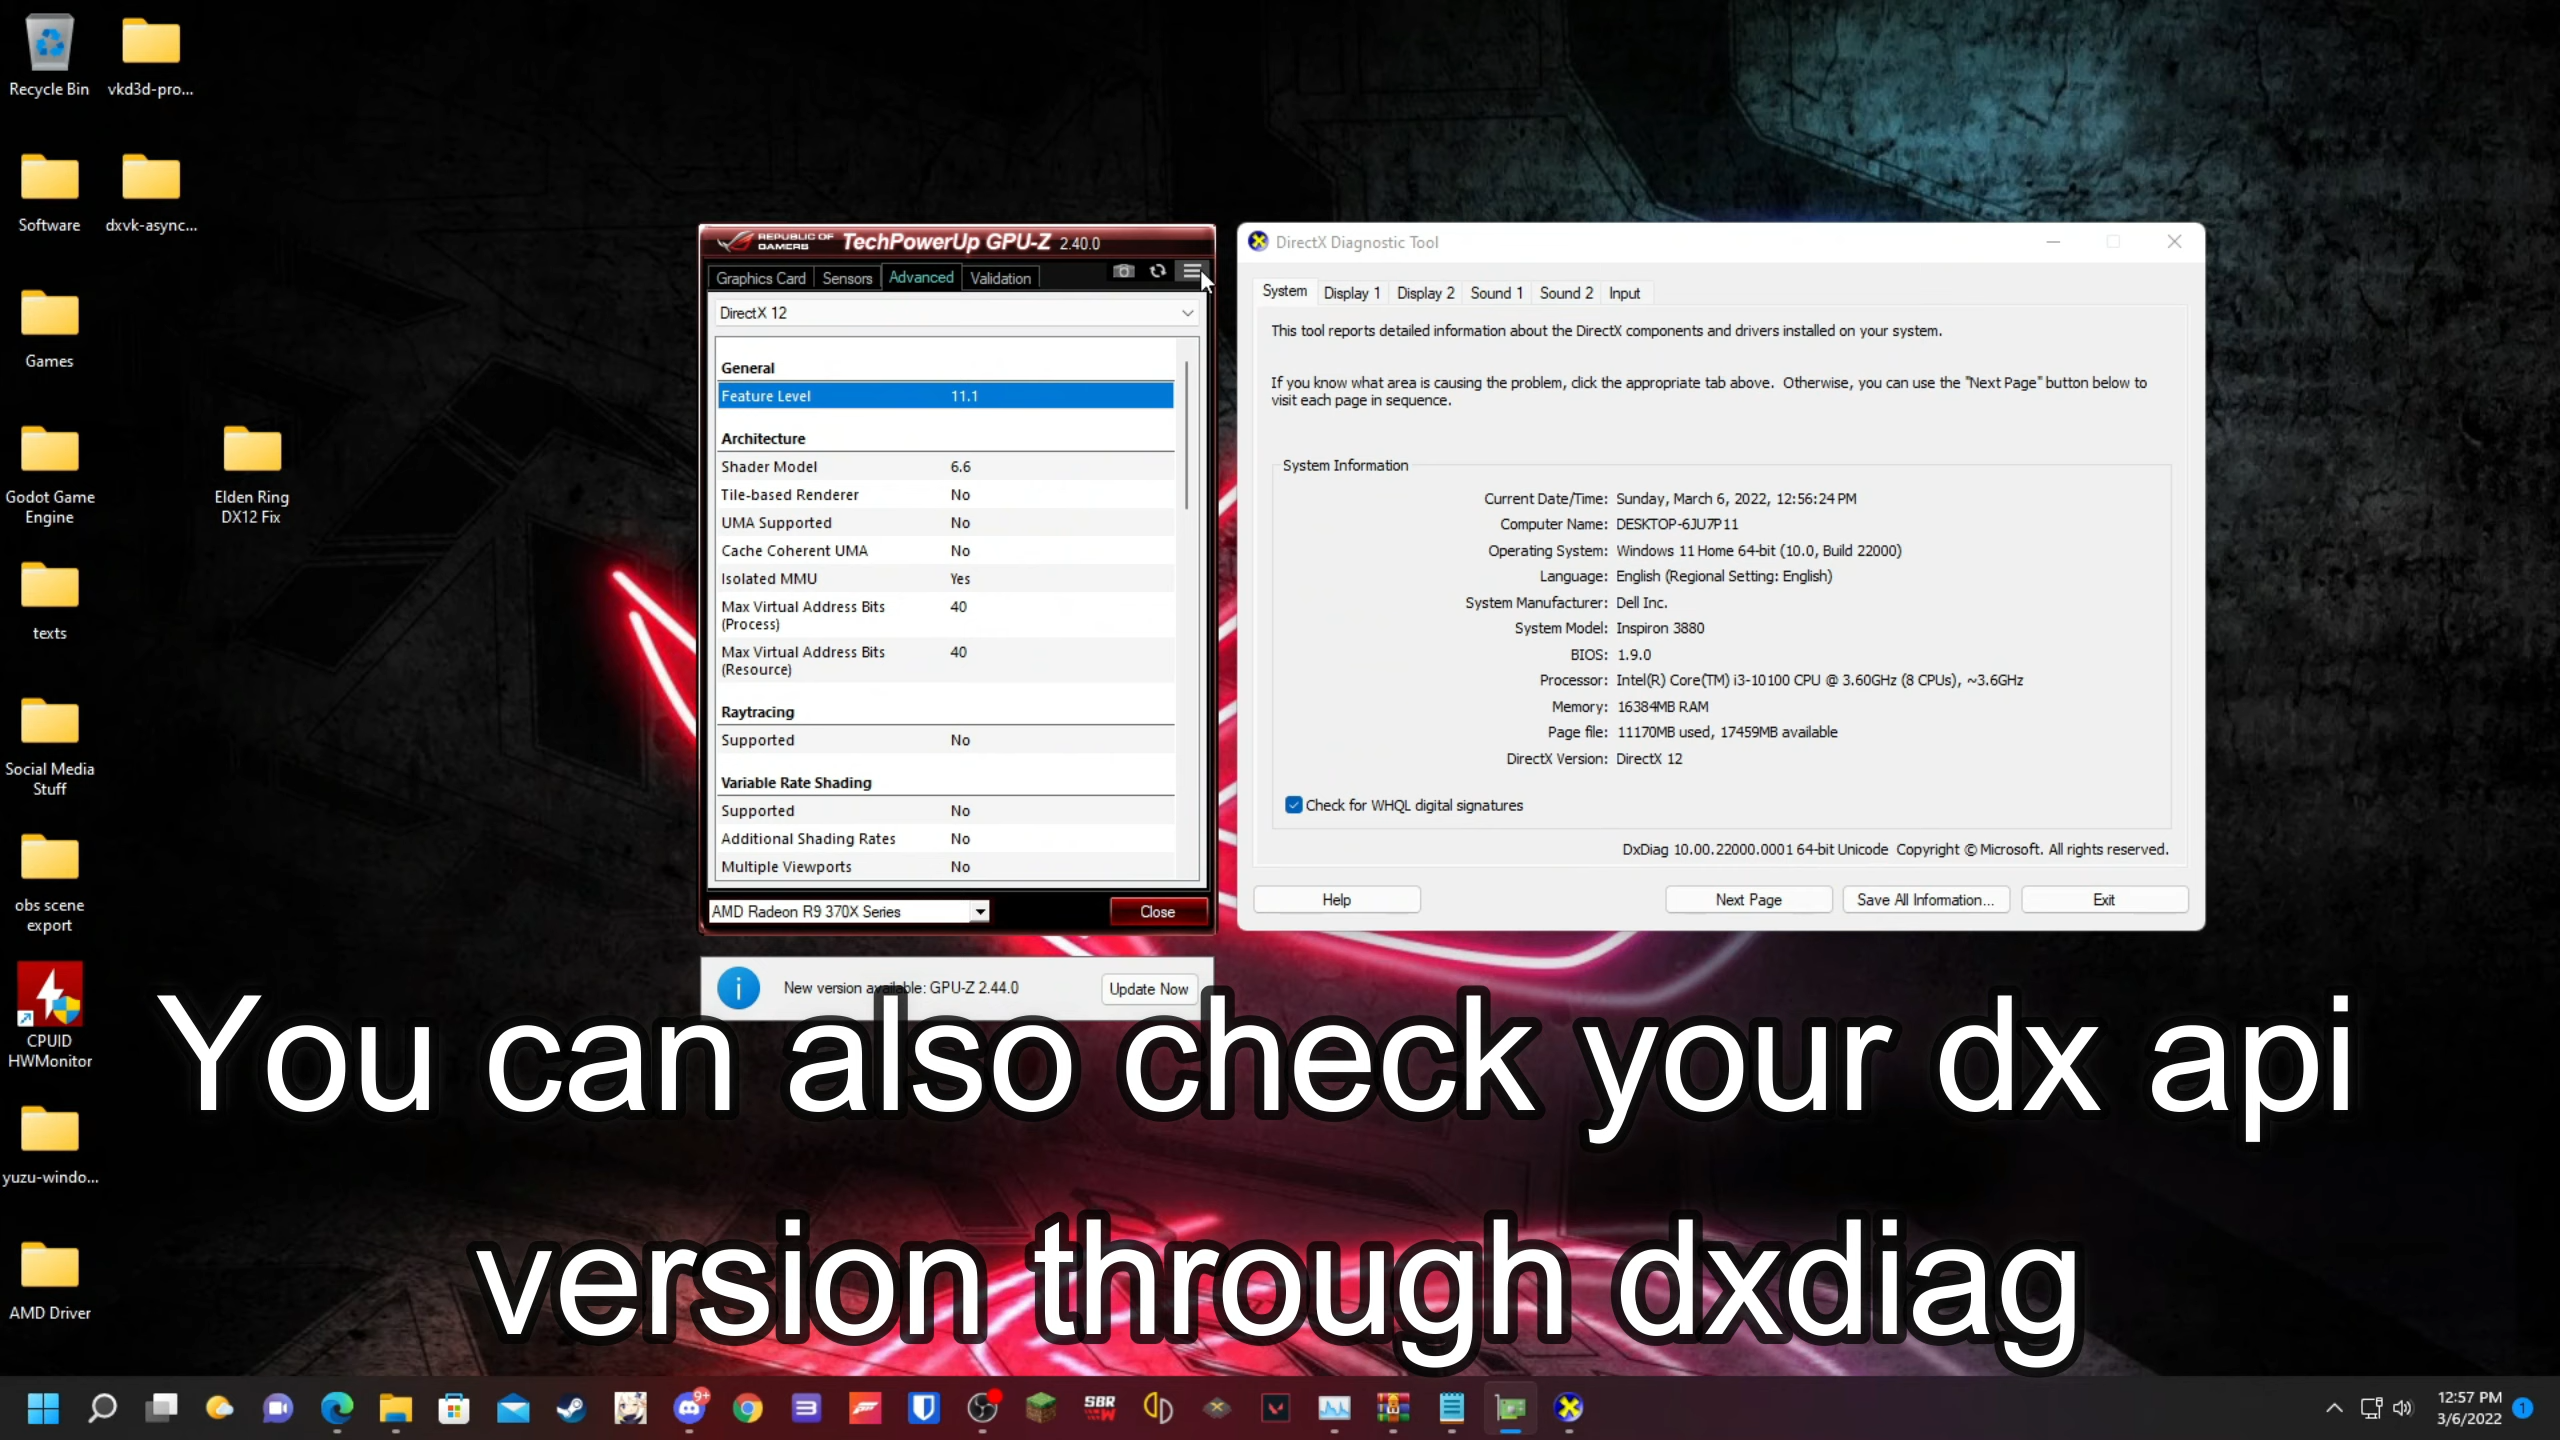 Recycle Bin
vkd3d-pro...
Software
dxvk-async...
Games
Godot Game
Engine
Elden Ring
DX12 Fix
texts
Social Media
Stuff
obs scene
export
CPUID
HWMonitor
yuzu-windo...
AMD Driver
REPUBLIC OF
GAMERS
TechPowerUp GPU-Z 2.40.0
Graphics Card Sensors Advanced Validation
DirectX 12
General
Feature Level 11.1
Architecture
Shader Model 6.6
Tile-based Renderer No
UMA Supported No
Cache Coherent UMA No
Isolated MMU Yes
Max Virtual Address Bits 40
(Process)
Max Virtual Address Bits 40
(Resource)
Raytracing
Supported No
Variable Rate Shading
Supported No
Additional Shading Rates No
Multiple Viewports No
AMD Radeon R9 370X Series
Close
New version available: GPU-Z 2.44.0
Update Now
DirectX Diagnostic Tool
System Display 1 Display 2 Sound 1 Sound 2 Input
This tool reports detailed information about the DirectX components and drivers installed on your system.
If you know what area is causing the problem, click the appropriate tab above. Otherwise, you can use the "Next Page" button below to
visit each page in sequence.
System Information
Current Date/Time: Sunday, March 6, 2022, 12:56:24 PM
Computer Name: DESKTOP-6JU7P11
Operating System: Windows 11 Home 64-bit (10.0, Build 22000)
Language: English (Regional Setting: English)
System Manufacturer: Dell Inc.
System Model: Inspiron 3880
BIOS: 1.9.0
Processor: Intel(R) Core(TM) i3-10100 CPU @ 3.60GHz (8 CPUs), ~3.6GHz
Memory: 16384MB RAM
Page file: 11170MB used, 17459MB available
DirectX Version: DirectX 12
Check for WHQL digital signatures
DxDiag 10.00.22000.0001 64-bit Unicode Copyright © Microsoft. All rights reserved.
Help
Next Page
Save All Information...
Exit
You can also check your dx api
version through dxdiag
9+
SBR
12:57 PM
3/6/2022
1